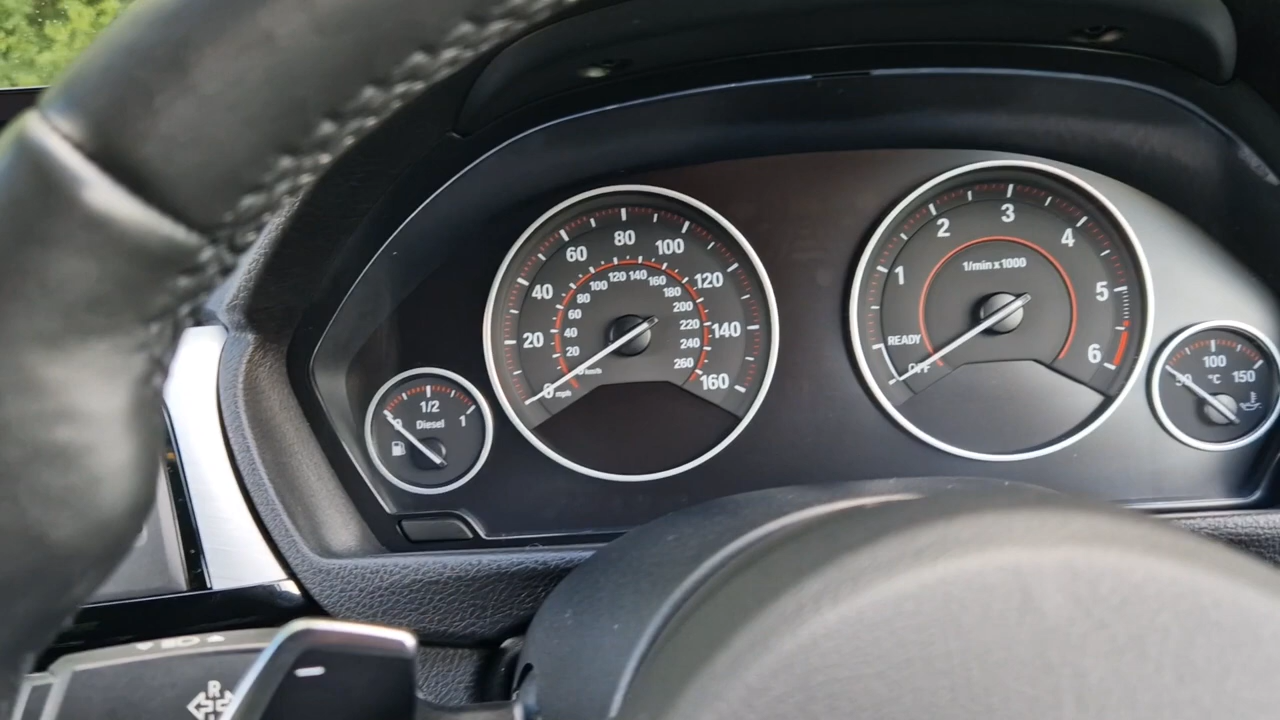 0 20 40 60 80 100 120 140 160
mph
0 20 40 60 80 100 120 140 160 180 200 220 240 260
km/h
0 1/2 1
Diesel
OFF READY 1 2 3 4 5 6
1/min x 1000
50 100 150
°C
R